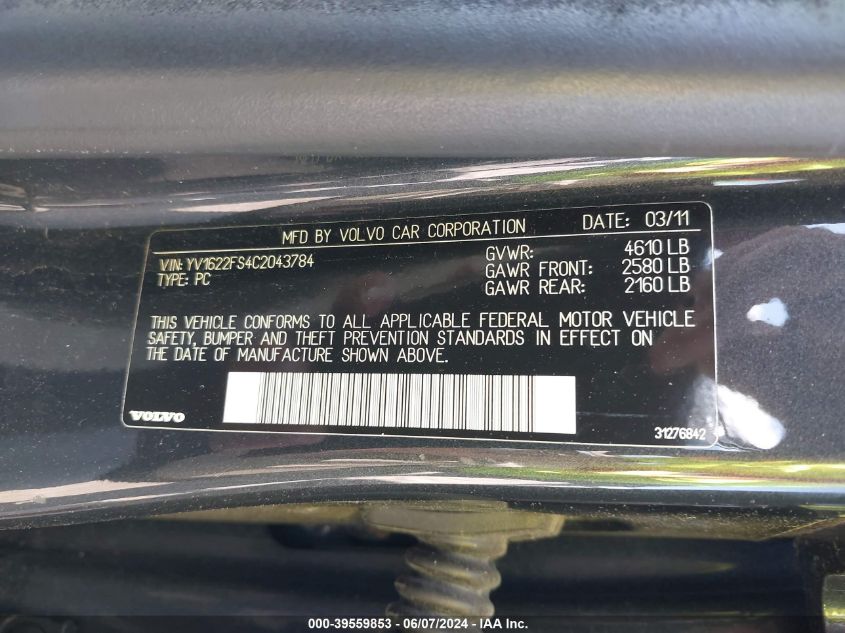 MFD BY VOLVO CAR CORPORATION DATE: 03/11
VIN: YV1622FS4C2043784 GVWR: 4610 LB
TYPE: PC GAWR FRONT: 2580 LB
GAWR REAR: 2160 LB
THIS VEHICLE CONFORMS TO ALL APPLICABLE FEDERAL MOTOR VEHICLE
SAFETY, BUMPER AND THEFT PREVENTION STANDARDS IN EFFECT ON
THE DATE OF MANUFACTURE SHOWN ABOVE.
VOLVO 31276842
000-39559853 - 06/07/2024 - IAA Inc.